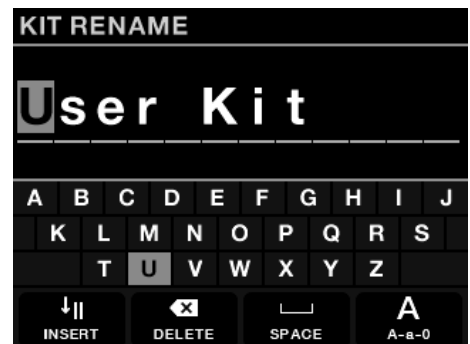 KIT RENAME
User Kit
A B C D E F G H I J
K L M N O P Q R S
T U V W X Y Z
INSERT DELETE SPACE A
A-a-0